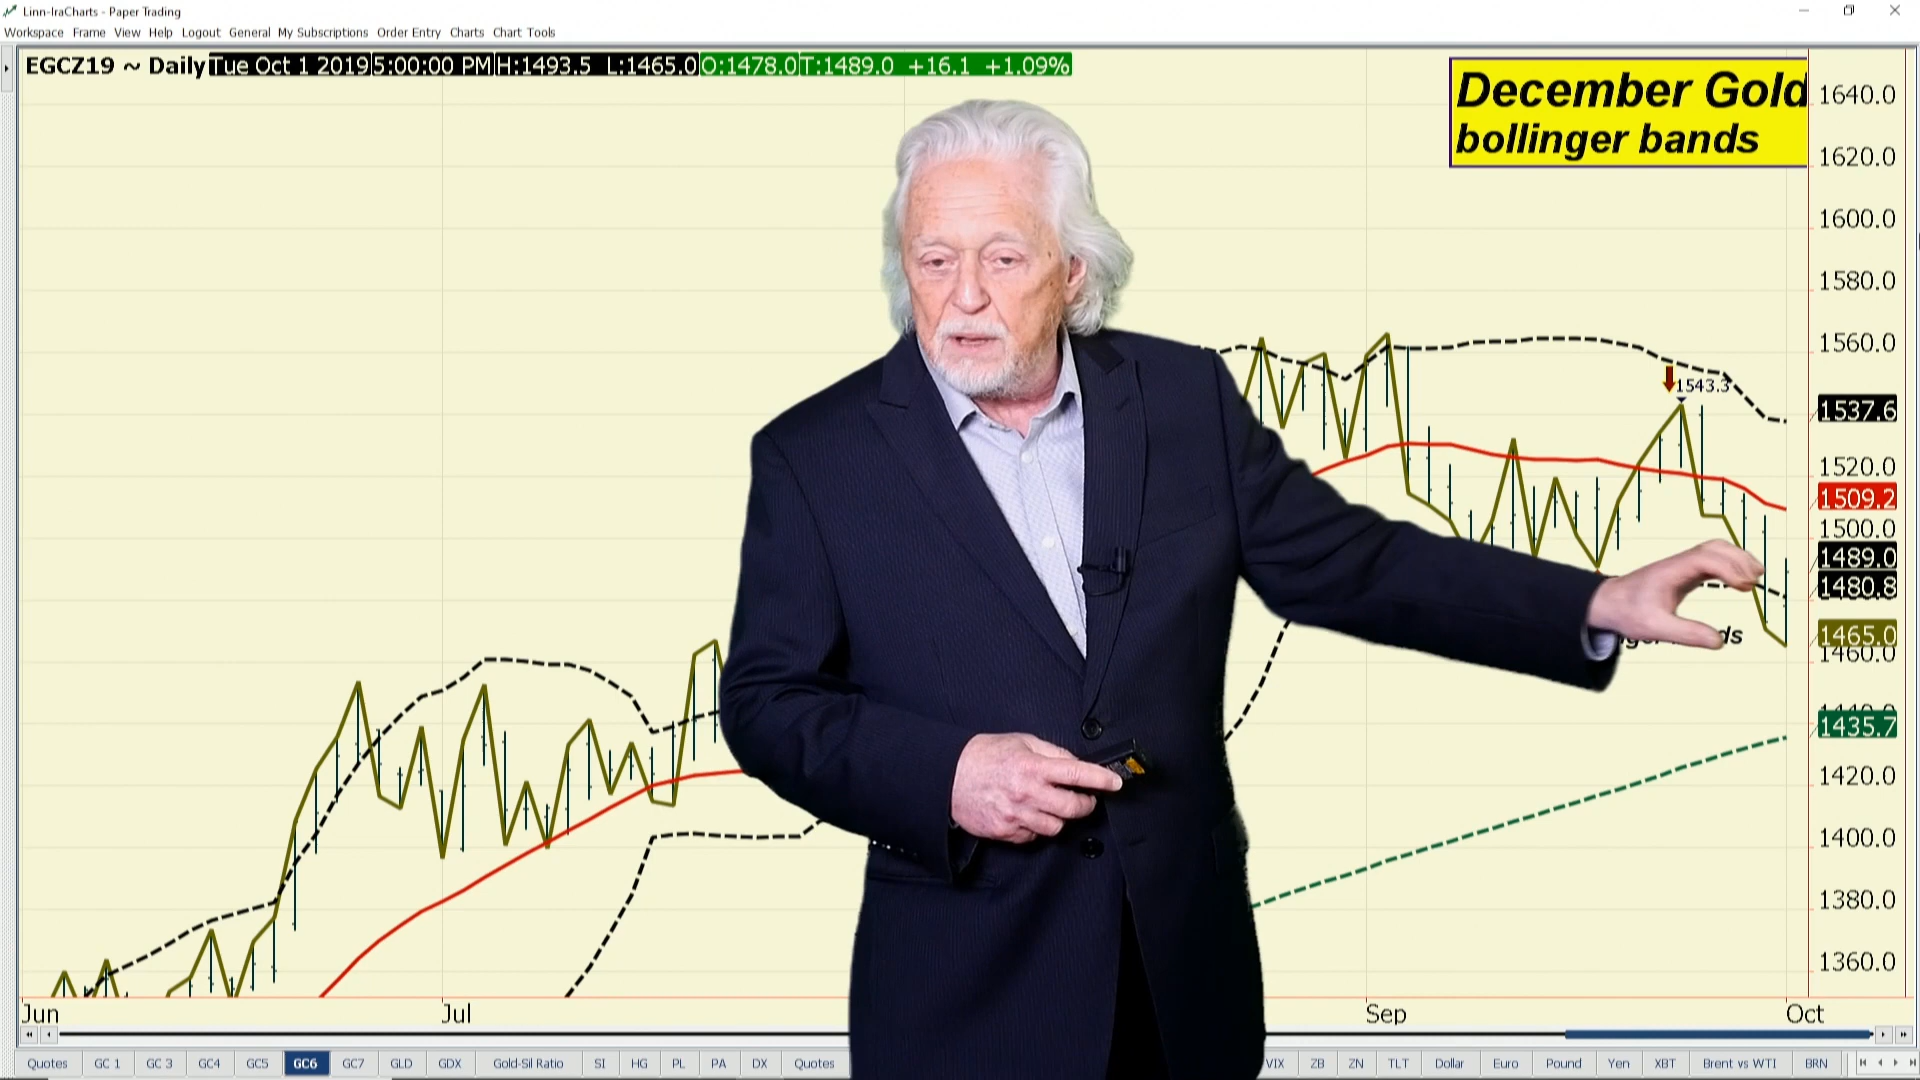 Linn-IraCharts - Paper Trading
Workspace Frame View Help Logout General My Subscriptions Order Entry Charts Chart Tools
EGCZ19 ~ Daily Tue Oct 1 2019 5:00:00 PM H:1493.5 L:1465.0 O:1478.0 T:1489.0 +16.1 +1.09%
December Gold
bollinger bands
1640.0
1620.0
1600.0
1580.0
1560.0
1543.3
1537.6
1520.0
1509.2
1500.0
1489.0
1480.8
1465.0
1460.0
1435.7
1420.0
1400.0
1380.0
1360.0
Jun Jul Sep Oct
Quotes GC 1 GC 3 GC4 GC5 GC6 GC7 GLD GDX Gold-Sil Ratio SI HG PL PA DX Quotes VIX ZB ZN TLT Dollar Euro Pound Yen XBT Brent vs WTI BRN